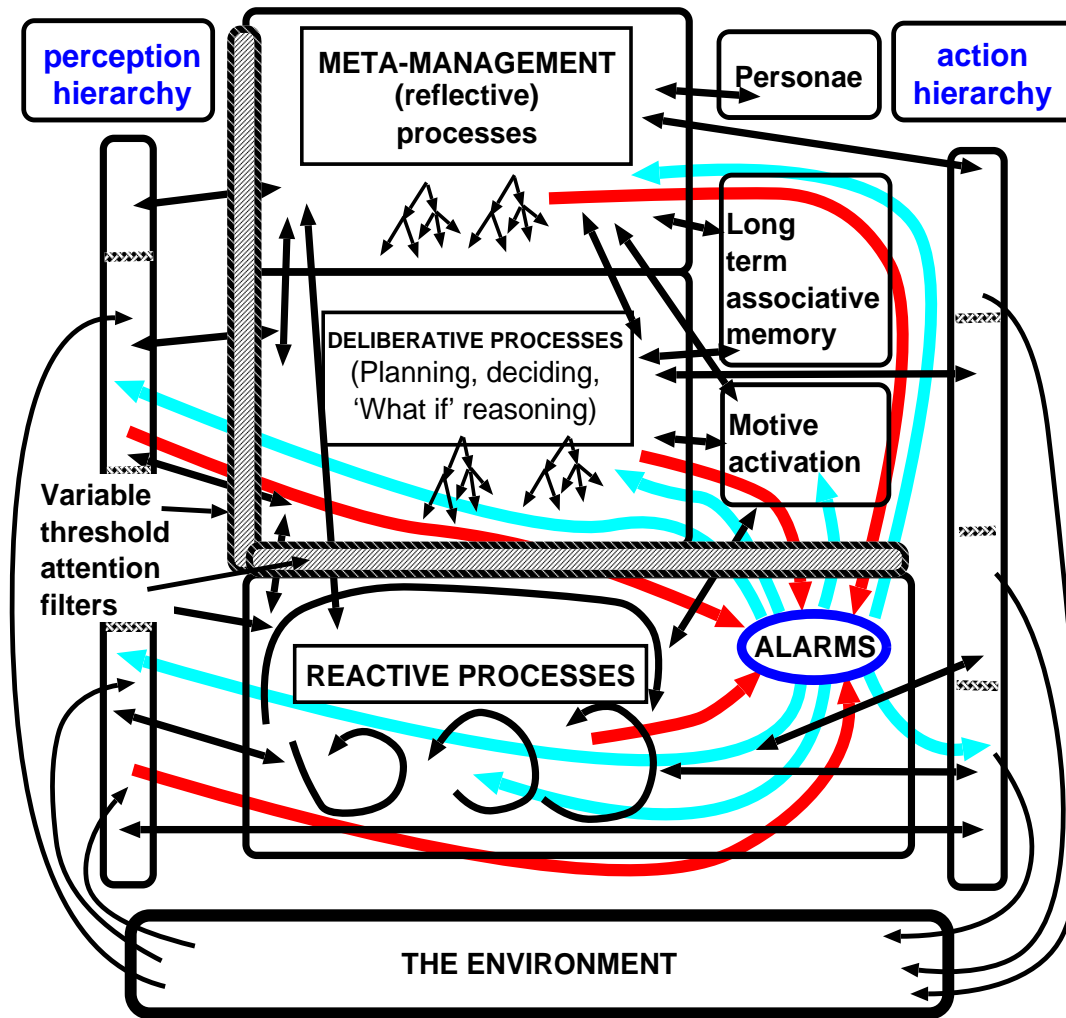 perception
hierarchy
META-MANAGEMENT
(reflective)
processes
Personae
action
hierarchy
Long
term
associative
memory
DELIBERATIVE PROCESSES
(Planning, deciding,
‘What if’ reasoning)
Motive
activation
Variable
threshold
attention
filters
REACTIVE PROCESSES
ALARMS
THE ENVIRONMENT